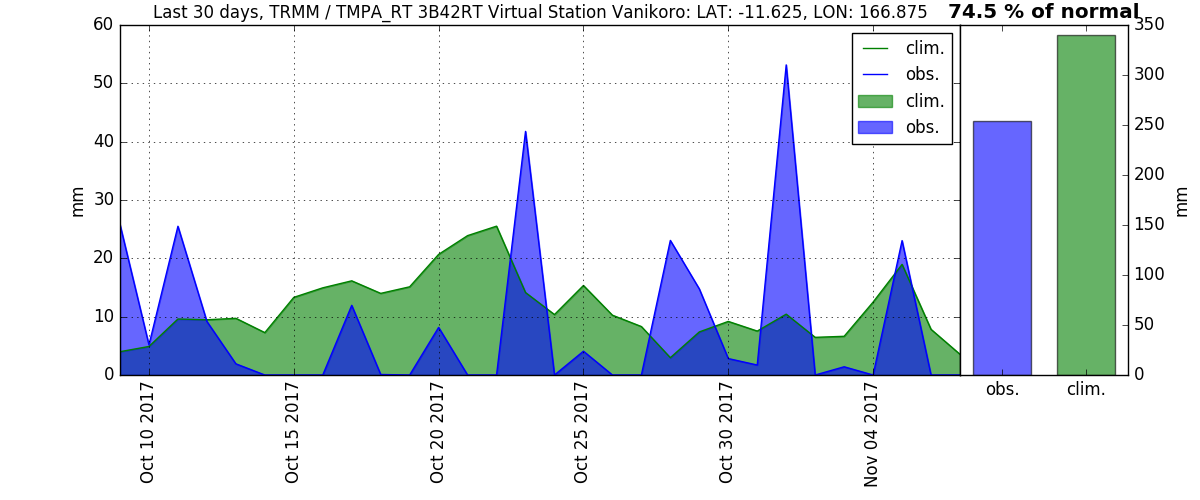 Last 30 days, TRMM / TMPA_RT 3B42RT Virtual Station Vanikoro: LAT: -11.625, LON: 166.875
74.5 % of normal
60
50
40
30
20
10
0
mm
clim.
obs.
clim.
obs.
Oct 10 2017
Oct 15 2017
Oct 20 2017
Oct 25 2017
Oct 30 2017
Nov 04 2017
350
300
250
200
150
100
50
0
mm
obs.
clim.